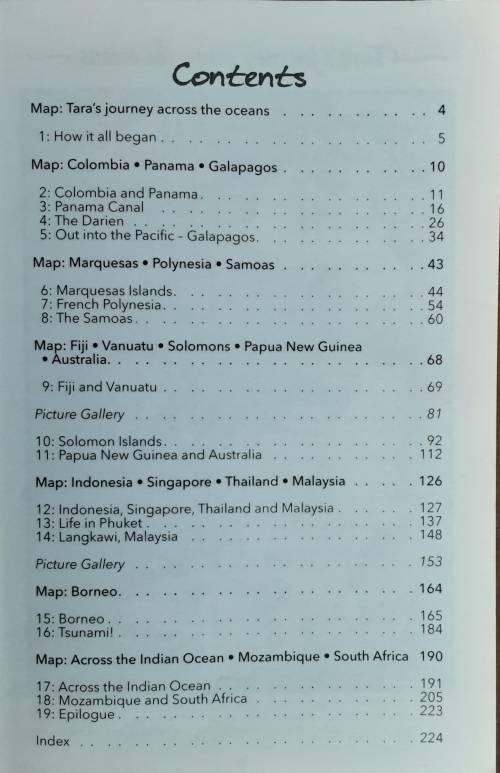 Contents
Map: Tara's journey across the oceans . . . . . . . . . . . 4
1: How it all began . . . . . . . . . . . . . . . . . . . 5
Map: Colombia • Panama • Galapagos . . . . . . . . . . . 10
2: Colombia and Panama. . . . . . . . . . . . . . . . 11
3: Panama Canal . . . . . . . . . . . . . . . . . . . 16
4: The Darien . . . . . . . . . . . . . . . . . . . . . 26
5: Out into the Pacific – Galapagos. . . . . . . . . . . . 34
Map: Marquesas • Polynesia • Samoas . . . . . . . . . . . 43
6: Marquesas Islands. . . . . . . . . . . . . . . . . . 44
7: French Polynesia. . . . . . . . . . . . . . . . . . . 54
8: The Samoas. . . . . . . . . . . . . . . . . . . . . 60
Map: Fiji • Vanuatu • Solomons • Papua New Guinea
• Australia. . . . . . . . . . . . . . . . . . . . . . . 68
9: Fiji and Vanuatu . . . . . . . . . . . . . . . . . . . 69
Picture Gallery . . . . . . . . . . . . . . . . . . . . . 81
10: Solomon Islands. . . . . . . . . . . . . . . . . . . 92
11: Papua New Guinea and Australia . . . . . . . . . . . 112
Map: Indonesia • Singapore • Thailand • Malaysia . . . . . 126
12: Indonesia, Singapore, Thailand and Malaysia . . . . . . 127
13: Life in Phuket . . . . . . . . . . . . . . . . . . . . 137
14: Langkawi, Malaysia . . . . . . . . . . . . . . . . . 148
Picture Gallery . . . . . . . . . . . . . . . . . . . . . 153
Map: Borneo. . . . . . . . . . . . . . . . . . . . . . . 164
15: Borneo. . . . . . . . . . . . . . . . . . . . . . . 165
16: Tsunami! . . . . . . . . . . . . . . . . . . . . . . 184
Map: Across the Indian Ocean • Mozambique • South Africa 190
17: Across the Indian Ocean . . . . . . . . . . . . . . . 191
18: Mozambique and South Africa . . . . . . . . . . . . 205
19: Epilogue . . . . . . . . . . . . . . . . . . . . . . 223
Index . . . . . . . . . . . . . . . . . . . . . . . . . 224